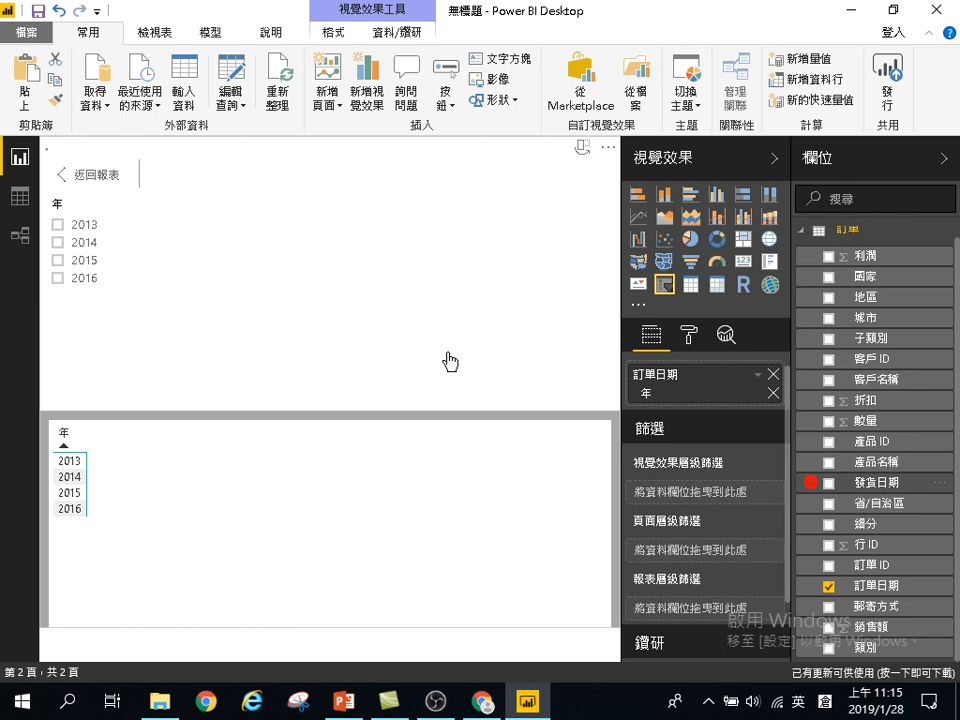 視覺效果工具
無標題 - Power BI Desktop
檔案
常用
檢視表
模型
說明
格式
資料/鑽研
登入
貼上
剪貼簿
取得資料
最近使用的來源
輸入資料
編輯查詢
重新整理
外部資料
新增頁面
新增視覺效果
詢問問題
按鈕
文字方塊
影像
形狀
插入
從 Marketplace
從檔案
自訂視覺效果
切換主題
主題
管理關聯
關聯性
新增量值
新增資料行
新的快速量值
計算
發行
共用
返回報表
年
2013
2014
2015
2016
年
2013
2014
2015
2016
視覺效果
123
R
訂單日期
年
篩選
視覺效果層級篩選
將資料欄位拖曳到此處
頁面層級篩選
將資料欄位拖曳到此處
報表層級篩選
將資料欄位拖曳到此處
鑽研
欄位
搜尋
訂單
利潤
國家
地區
城市
子類別
客戶 ID
客戶名稱
折扣
數量
產品 ID
產品名稱
發貨日期
省/自治區
細分
行 ID
訂單 ID
訂單日期
郵寄方式
銷售額
類別
啟用 Windows
移至 [設定] 以啟用 Windows。
第 2 頁，共 2 頁
已有更新可供使用 (按一下即可下載)
英
上午 11:15
2019/1/28